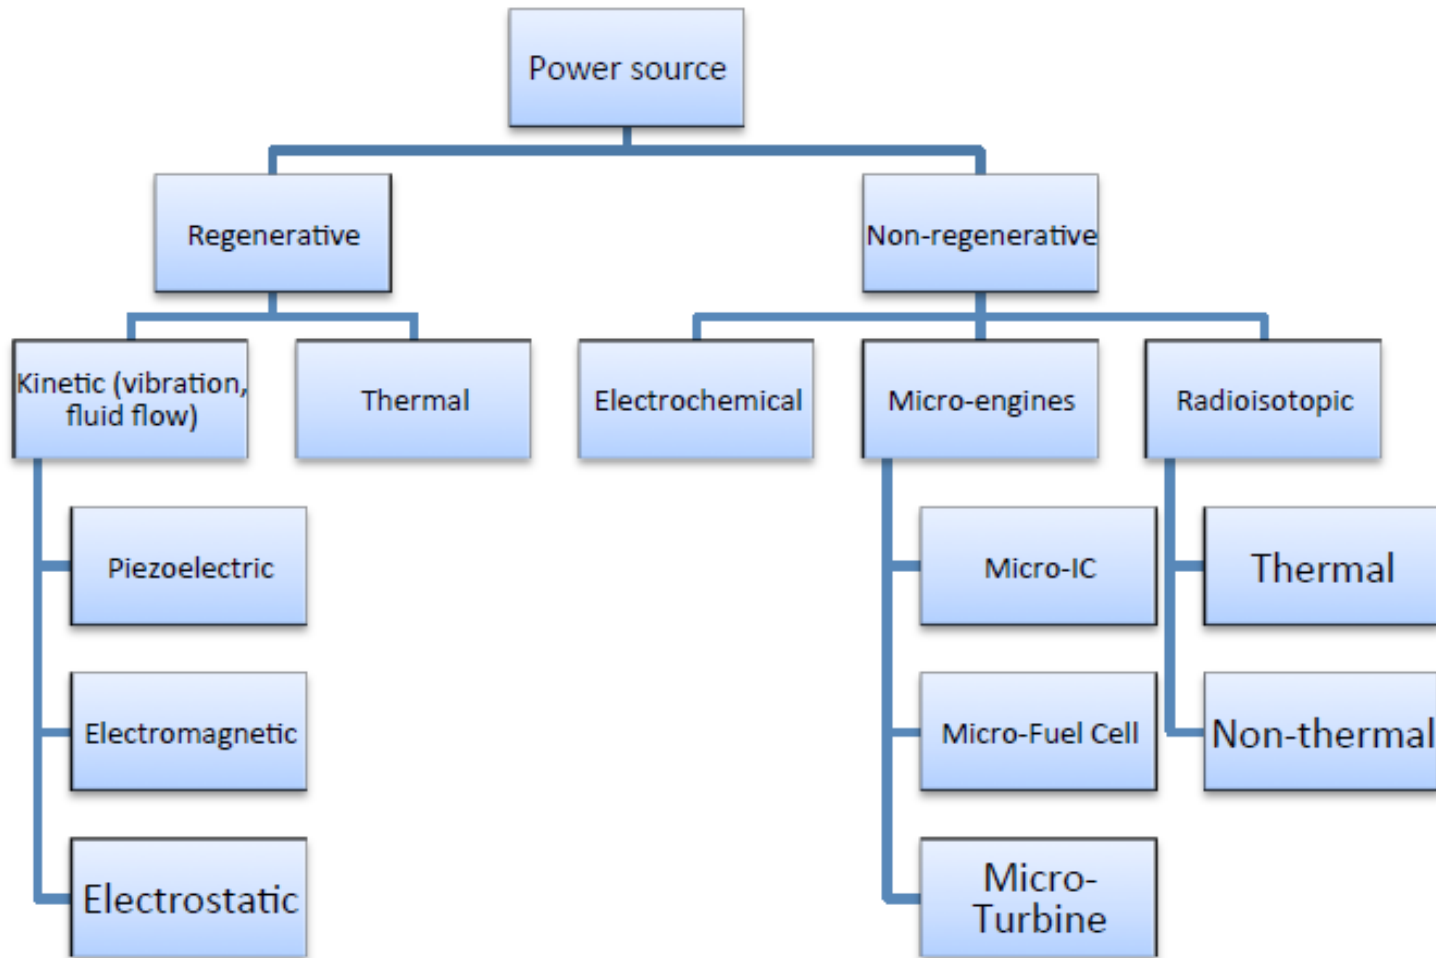 Power source
Regenerative
Non-regenerative
Kinetic (vibration,
fluid flow)
Thermal
Electrochemical
Micro-engines
Radioisotopic
Piezoelectric
Micro-IC
Thermal
Electromagnetic
Micro-Fuel Cell
Non-thermal
Electrostatic
Micro-
Turbine